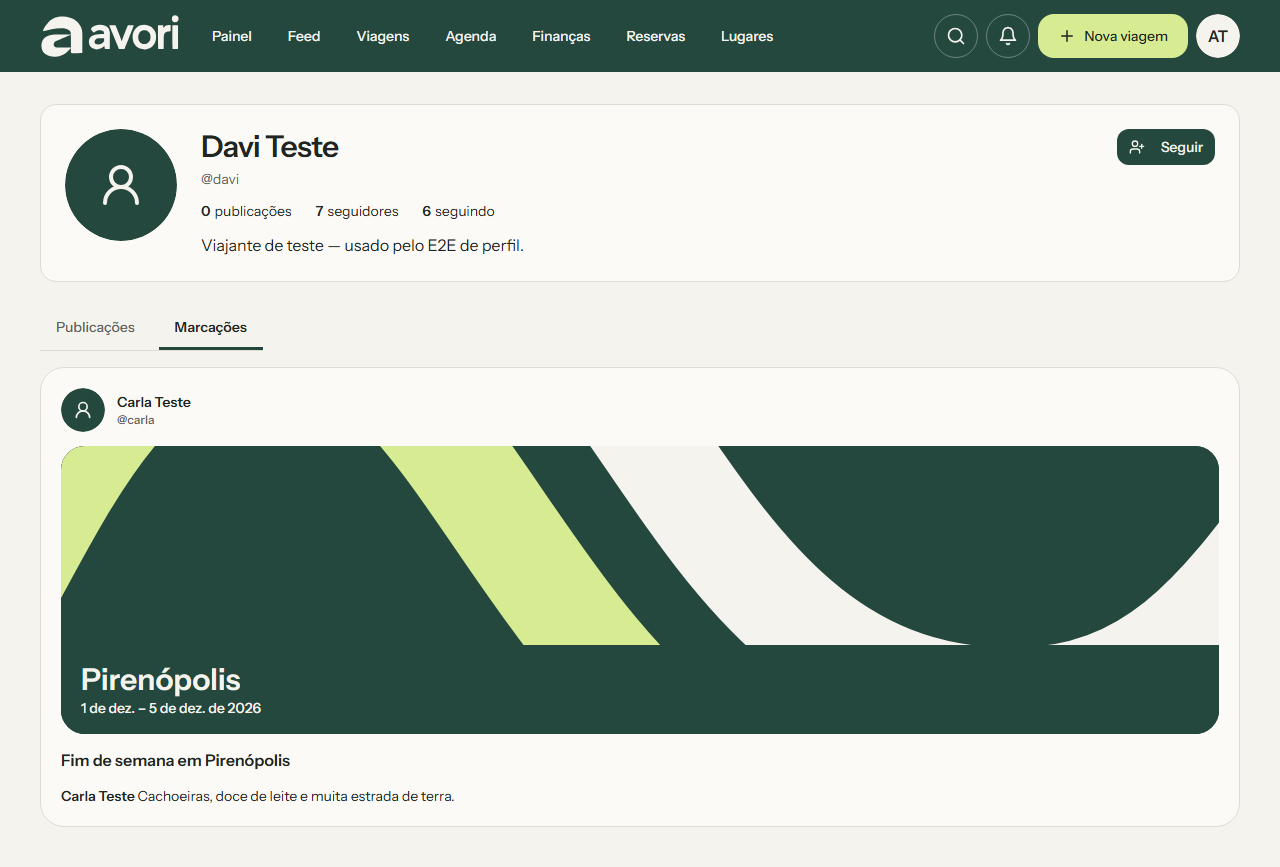 avori
Painel
Feed
Viagens
Agenda
Finanças
Reservas
Lugares
Nova viagem
AT
Davi Teste
Seguir
@davi
0 publicações
7 seguidores
6 seguindo
Viajante de teste — usado pelo E2E de perfil.
Publicações
Marcações
Carla Teste
@carla
Pirenópolis
1 de dez. – 5 de dez. de 2026
Fim de semana em Pirenópolis
Carla Teste Cachoeiras, doce de leite e muita estrada de terra.